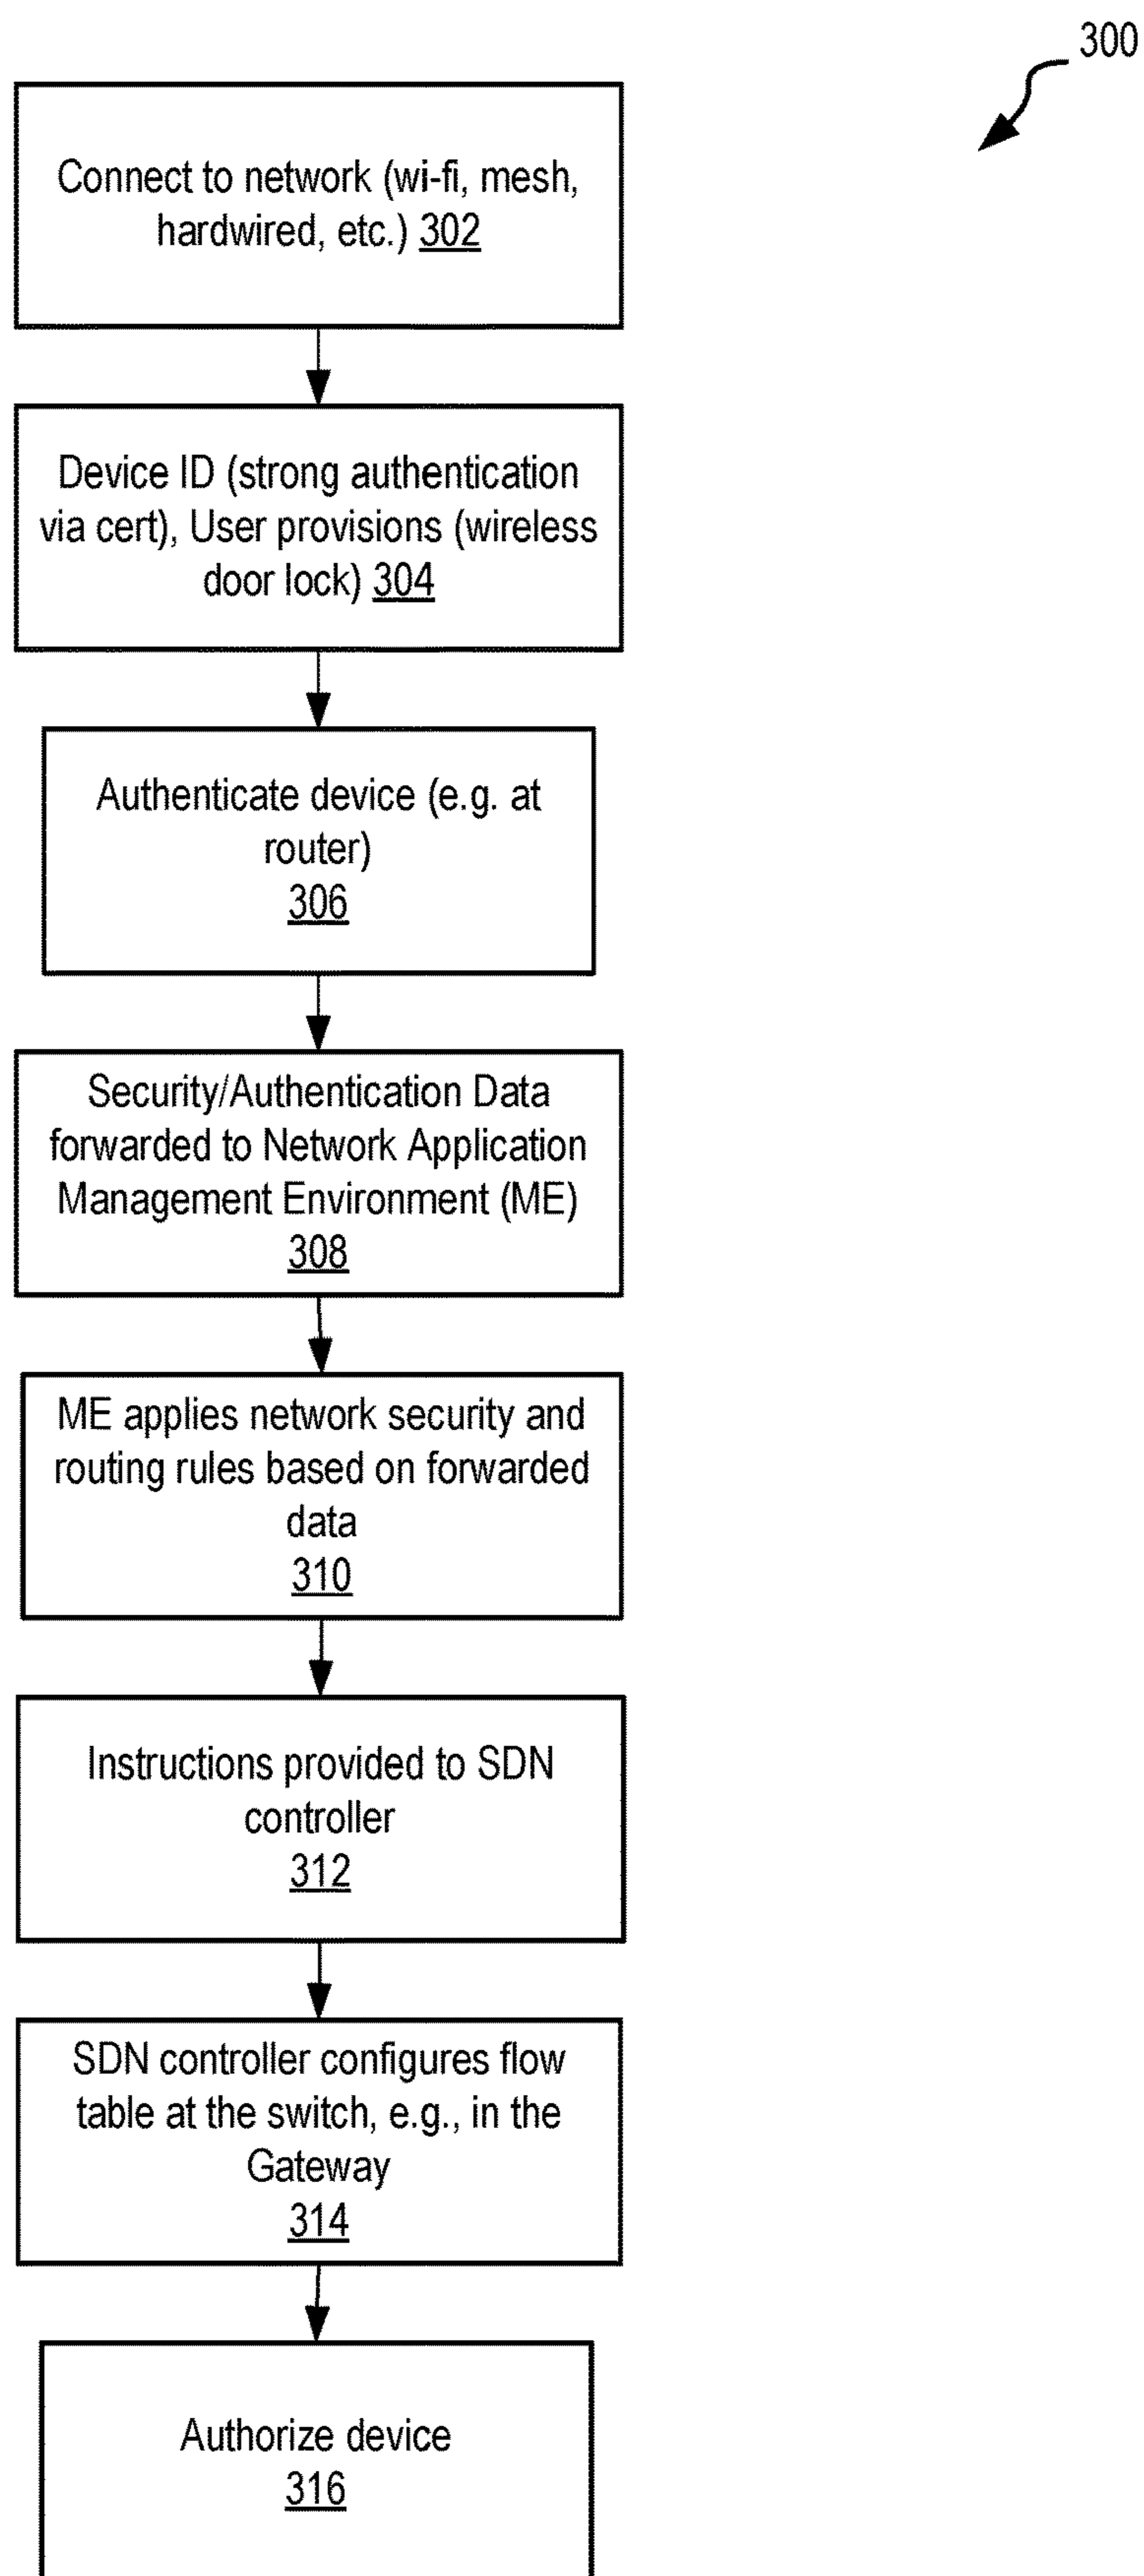 300
Connect to network (wi-fi, mesh,
hardwired, etc.) 302
Device ID (strong authentication
via cert), User provisions (wireless
door lock) 304
Authenticate device (e.g. at
router)
306
Security/Authentication Data
forwarded to Network Application
Management Environment (ME)
308
ME applies network security and
routing rules based on forwarded
data
310
Instructions provided to SDN
controller
312
SDN controller configures flow
table at the switch, e.g., in the
Gateway
314
Authorize device
316